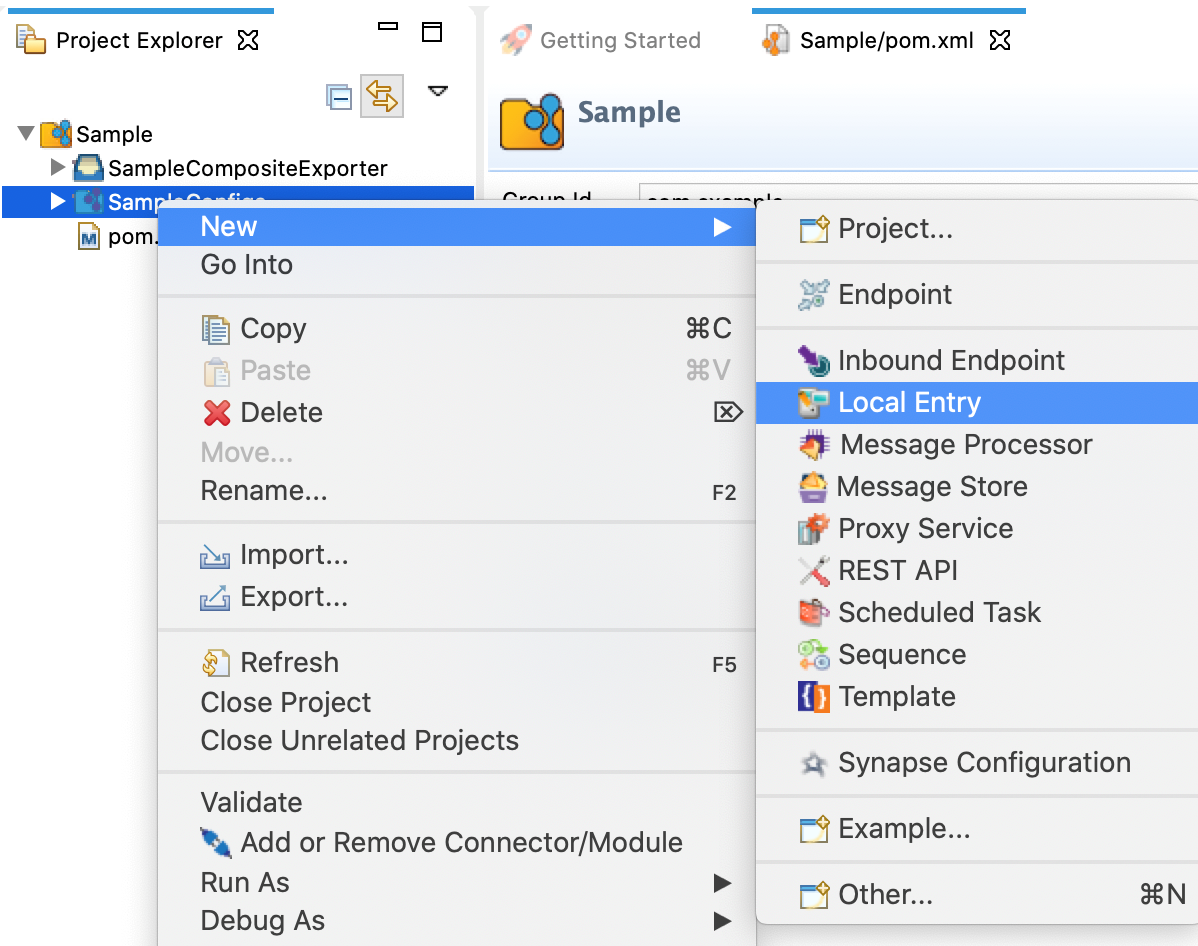 Project Explorer
Getting Started
Sample/pom.xml
Sample
Sample
SampleCompositeExporter
SampleConfigs
Group Id
com.example
pom.
New
Go Into
Copy ⌘C
Paste ⌘V
Delete ⌦
Move...
Rename... F2
Import...
Export...
Refresh F5
Close Project
Close Unrelated Projects
Validate
Add or Remove Connector/Module
Run As
Debug As
Project...
Endpoint
Inbound Endpoint
Local Entry
Message Processor
Message Store
Proxy Service
REST API
Scheduled Task
Sequence
Template
Synapse Configuration
Example...
Other... ⌘N